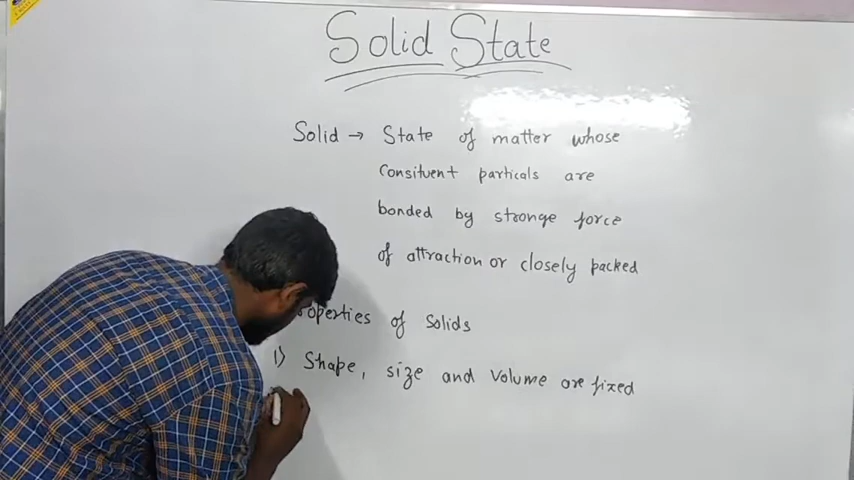 Solid State
Solid → State of matter whose
Consituent particals are
bonded by stronge force
of attraction or closely packed
roperties of Solids
1) Shape, size and Volume are fixed